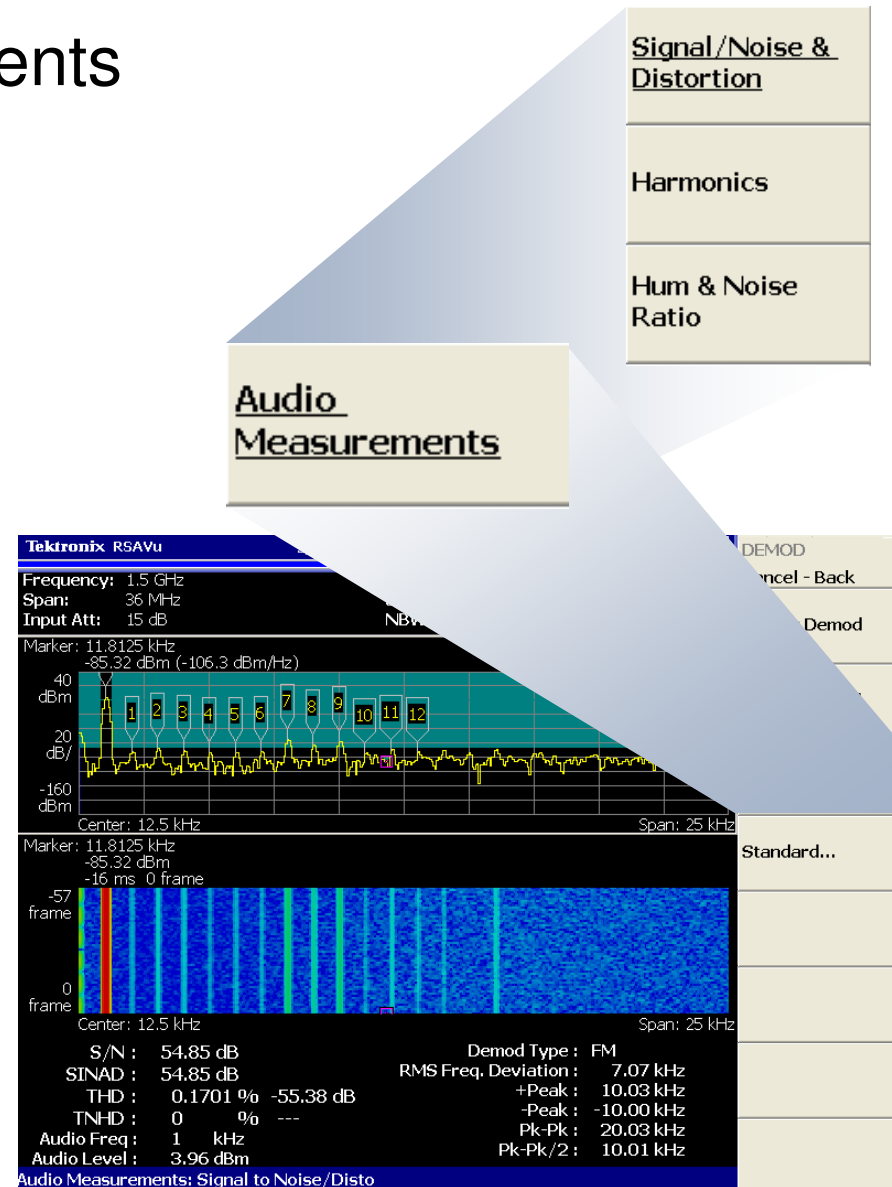 ents
Signal/Noise &
Distortion
Harmonics
Hum & Noise
Ratio
Audio
Measurements
Tektronix RSAVu
Frequency: 1.5 GHz
Span: 36 MHz
Input Att: 15 dB
Marker: 11.8125 kHz
-85.32 dBm (-106.3 dBm/Hz)
40
dBm
1 2 3 4 5 6 7 8 9 10 11 12
20
dB/
-160
dBm
Center: 12.5 kHz Span: 25 kHz
Marker: 11.8125 kHz
-85.32 dBm
-16 ms 0 frame
-57
frame
0
frame
Center: 12.5 kHz Span: 25 kHz
S/N : 54.85 dB
SINAD : 54.85 dB
THD : 0.1701 % -55.38 dB
TNHD : 0 % ---
Audio Freq : 1 kHz
Audio Level : 3.96 dBm
Demod Type : FM
RMS Freq. Deviation : 7.07 kHz
+Peak : 10.03 kHz
-Peak : -10.00 kHz
Pk-Pk : 20.03 kHz
Pk-Pk/2 : 10.01 kHz
Audio Measurements: Signal to Noise/Disto
DEMOD
ncel - Back
Demod
Standard...